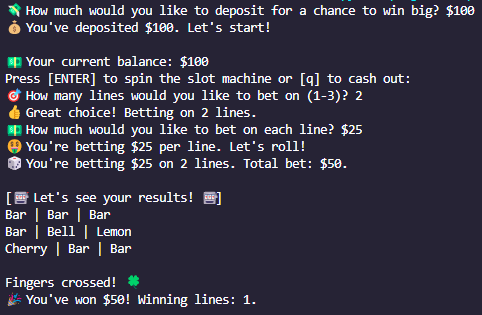 💸 How much would you like to deposit for a chance to win big? $100
💰 You've deposited $100. Let's start!
💵 Your current balance: $100
Press [ENTER] to spin the slot machine or [q] to cash out:
🎯 How many lines would you like to bet on (1-3)? 2
👍 Great choice! Betting on 2 lines.
💵 How much would you like to bet on each line? $25
🤑 You're betting $25 per line. Let's roll!
🎲 You're betting $25 on 2 lines. Total bet: $50.
[🎰 Let's see your results! 🎰]
Bar | Bar | Bar
Bar | Bell | Lemon
Cherry | Bar | Bar
Fingers crossed! 🍀
🎉 You've won $50! Winning lines: 1.